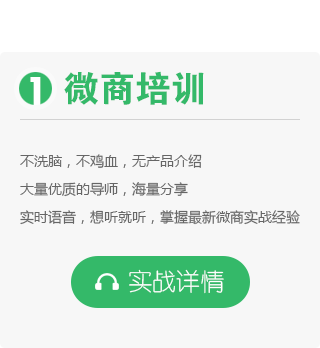 1 微商培训
不洗脑，不鸡血，无产品介绍
大量优质的导师，海量分享
实时语音，想听就听，掌握最新微商实战经验
实战详情